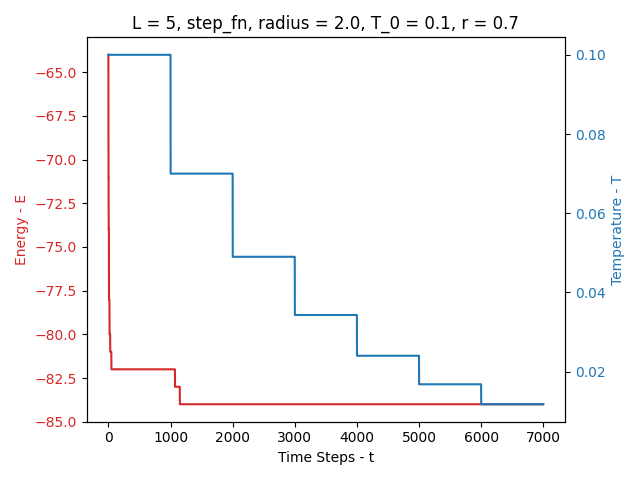 L = 5, step_fn, radius = 2.0, T_0 = 0.1, r = 0.7
Energy - E
−65.0
−67.5
−70.0
−72.5
−75.0
−77.5
−80.0
−82.5
−85.0
0.10
0.08
0.06
0.04
0.02
Temperature - T
0 1000 2000 3000 4000 5000 6000 7000
Time Steps - t